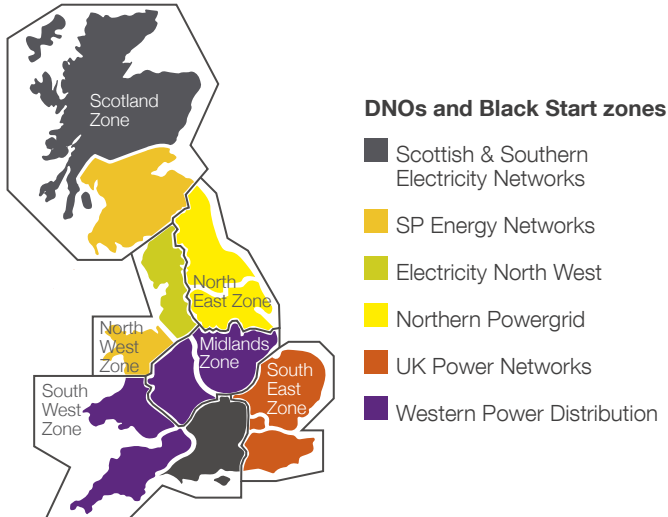 Scotland
Zone
North
East Zone
North
West
Zone
Midlands
Zone
South
East
Zone
South
West
Zone
DNOs and Black Start zones
Scottish & Southern
Electricity Networks
SP Energy Networks
Electricity North West
Northern Powergrid
UK Power Networks
Western Power Distribution